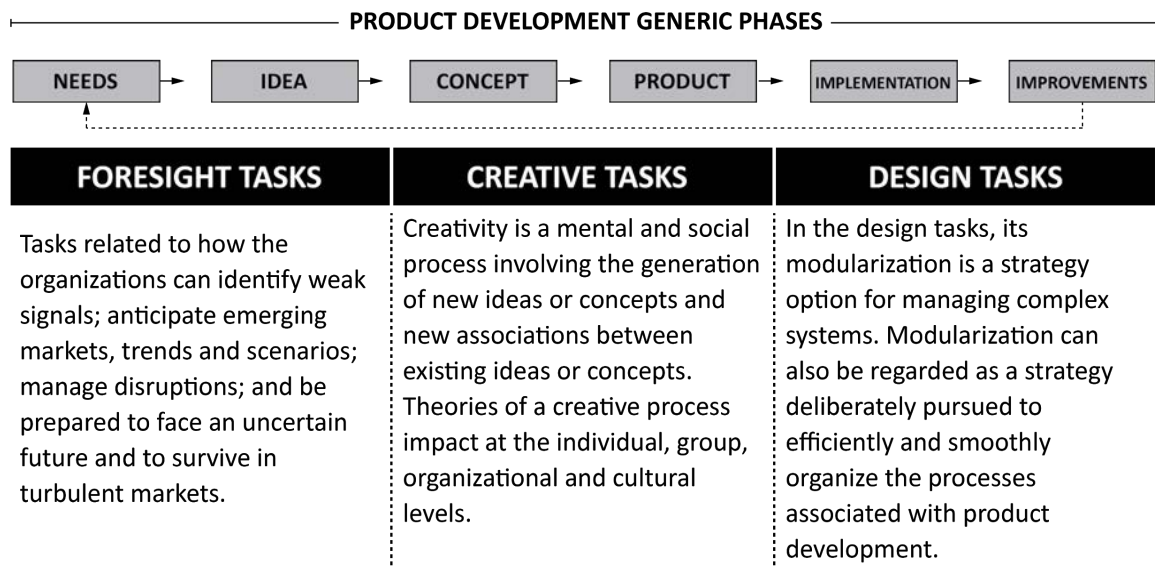 PRODUCT DEVELOPMENT GENERIC PHASES
NEEDS
IDEA
CONCEPT
PRODUCT
IMPLEMENTATION
IMPROVEMENTS
FORESIGHT TASKS
Tasks related to how the
organizations can identify weak
signals; anticipate emerging
markets, trends and scenarios;
manage disruptions; and be
prepared to face an uncertain
future and to survive in
turbulent markets.
CREATIVE TASKS
Creativity is a mental and social
process involving the generation
of new ideas or concepts and
new associations between
existing ideas or concepts.
Theories of a creative process
impact at the individual, group,
organizational and cultural
levels.
DESIGN TASKS
In the design tasks, its
modularization is a strategy
option for managing complex
systems. Modularization can
also be regarded as a strategy
deliberately pursued to
efficiently and smoothly
organize the processes
associated with product
development.